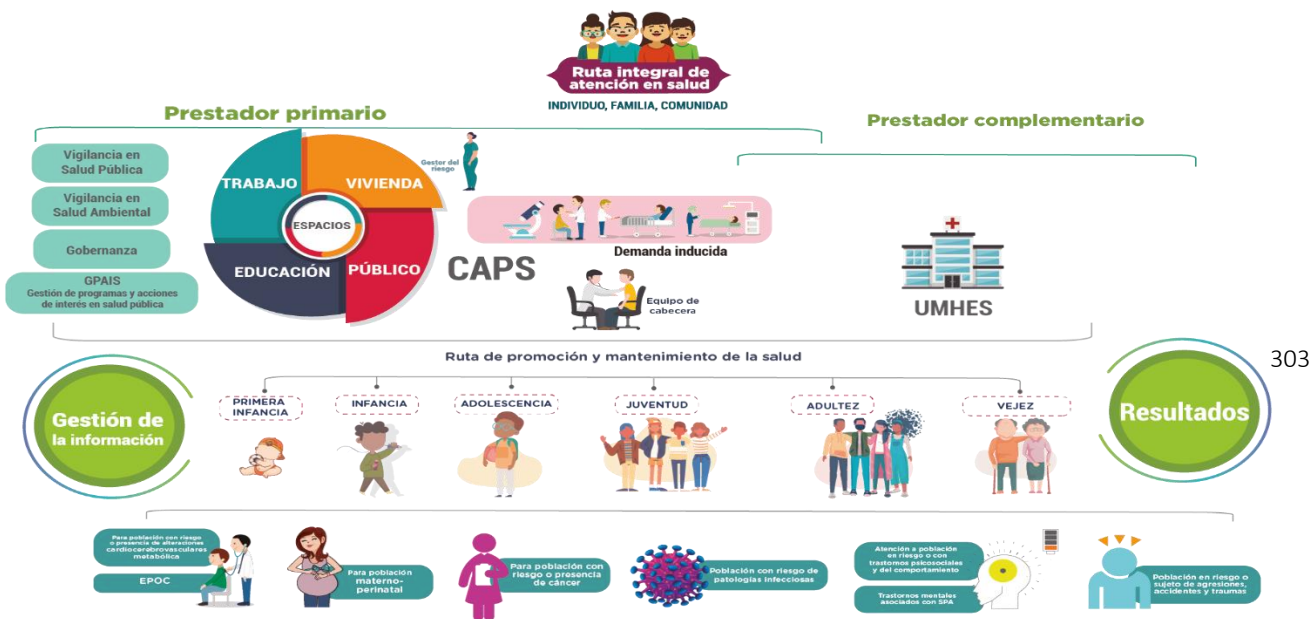 Ruta integral de
atención en salud
INDIVIDUO, FAMILIA, COMUNIDAD
Prestador primario
Prestador complementario
Vigilancia en
Salud Pública
Vigilancia en
Salud Ambiental
Gobernanza
GPAIS
Gestión de programas y acciones
de interés en salud pública
TRABAJO
VIVIENDA
ESPACIOS
EDUCACIÓN
PÚBLICO
Gestor del
riesgo
CAPS
Demanda inducida
Equipo de
cabecera
UMHES
Ruta de promoción y mantenimiento de la salud
303
Gestión de
la información
PRIMERA
INFANCIA
INFANCIA
ADOLESCENCIA
JUVENTUD
ADULTEZ
VEJEZ
Resultados
Para población con riesgo
o presencia de alteraciones
cardiocerebrovasculares
metabólica
EPOC
Para población
materno-
perinatal
Para población con
riesgo o presencia
de cáncer
Población con riesgo de
patologías infecciosas
Atención a población
en riesgo o con
trastornos psicosociales
y del comportamiento
Trastornos mentales
asociados con SPA
Población en riesgo o
sujeto de agresiones,
accidentes y traumas